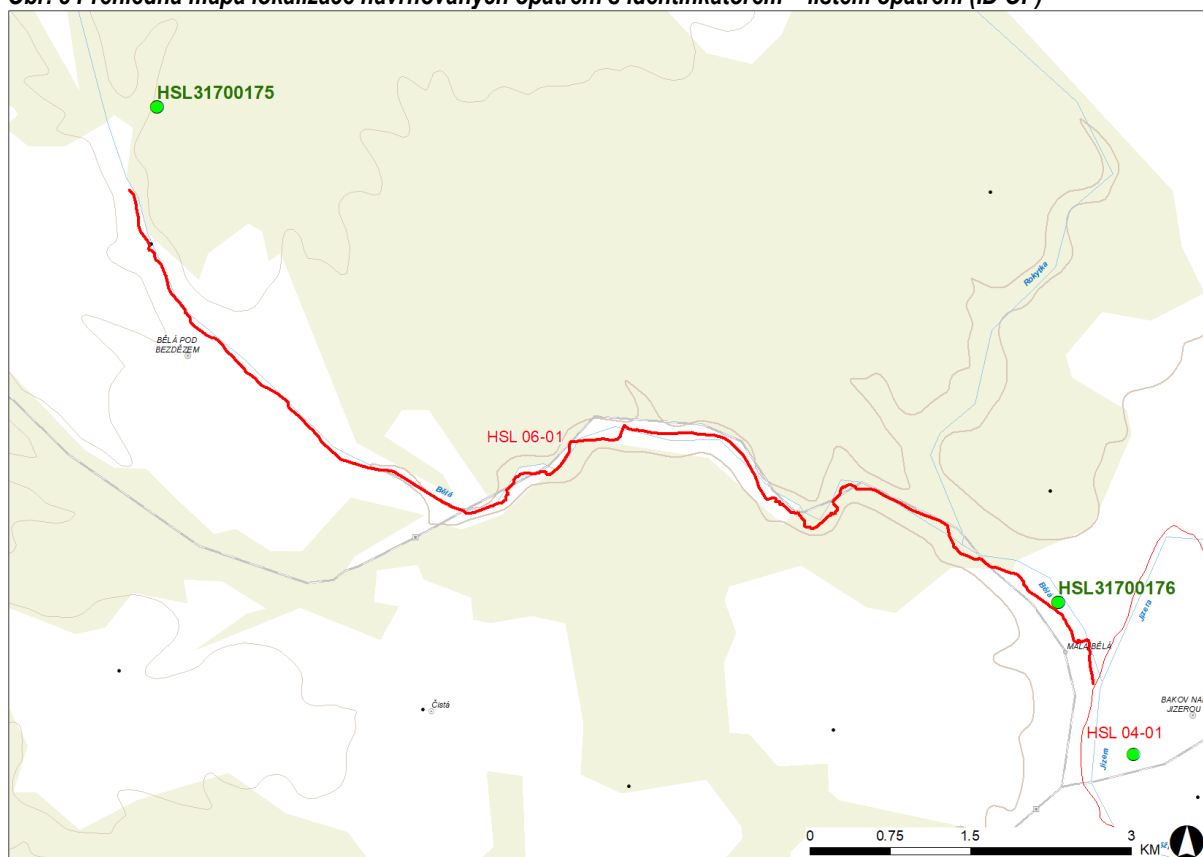 HSL31700175
Rokytka
BĚLÁ POD
BEZDĚZEM
HSL 06-01
Bělá
Bělá
HSL31700176
Jizera
MALÁ BĚLÁ
BAKOV NAD
JIZEROU
Čistá
HSL 04-01
Jizera
0 0.75 1.5 3
KM